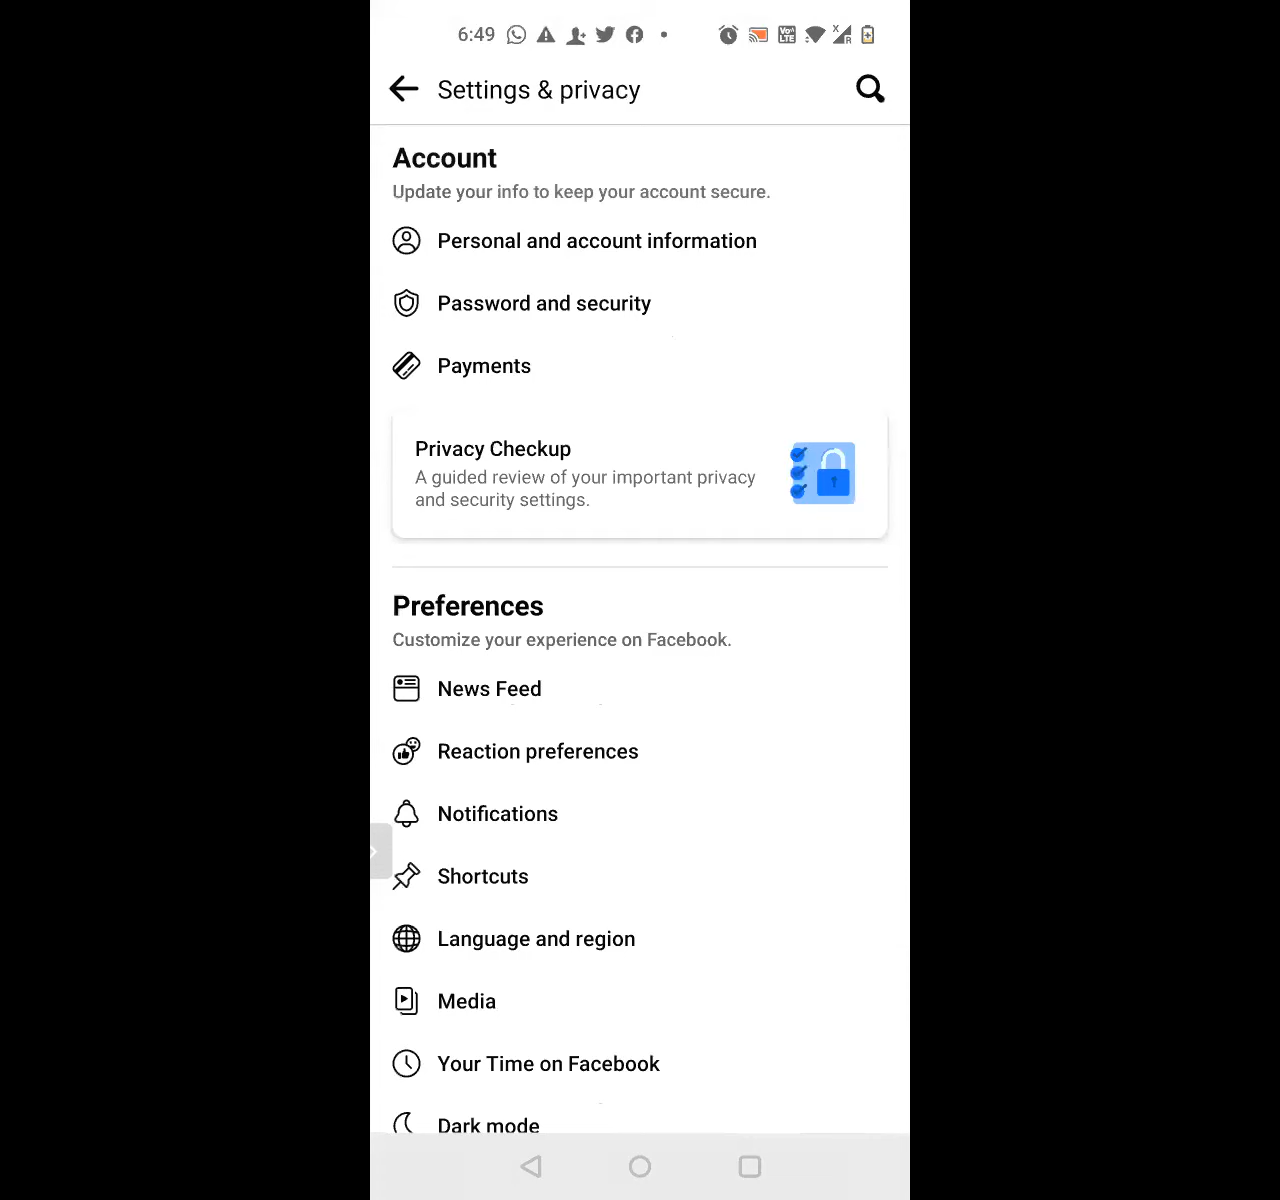 6:49
Settings & privacy
Account
Update your info to keep your account secure.
Personal and account information
Password and security
Payments
Privacy Checkup
A guided review of your important privacy
and security settings.
Preferences
Customize your experience on Facebook.
News Feed
Reaction preferences
Notifications
Shortcuts
Language and region
Media
Your Time on Facebook
Dark mode